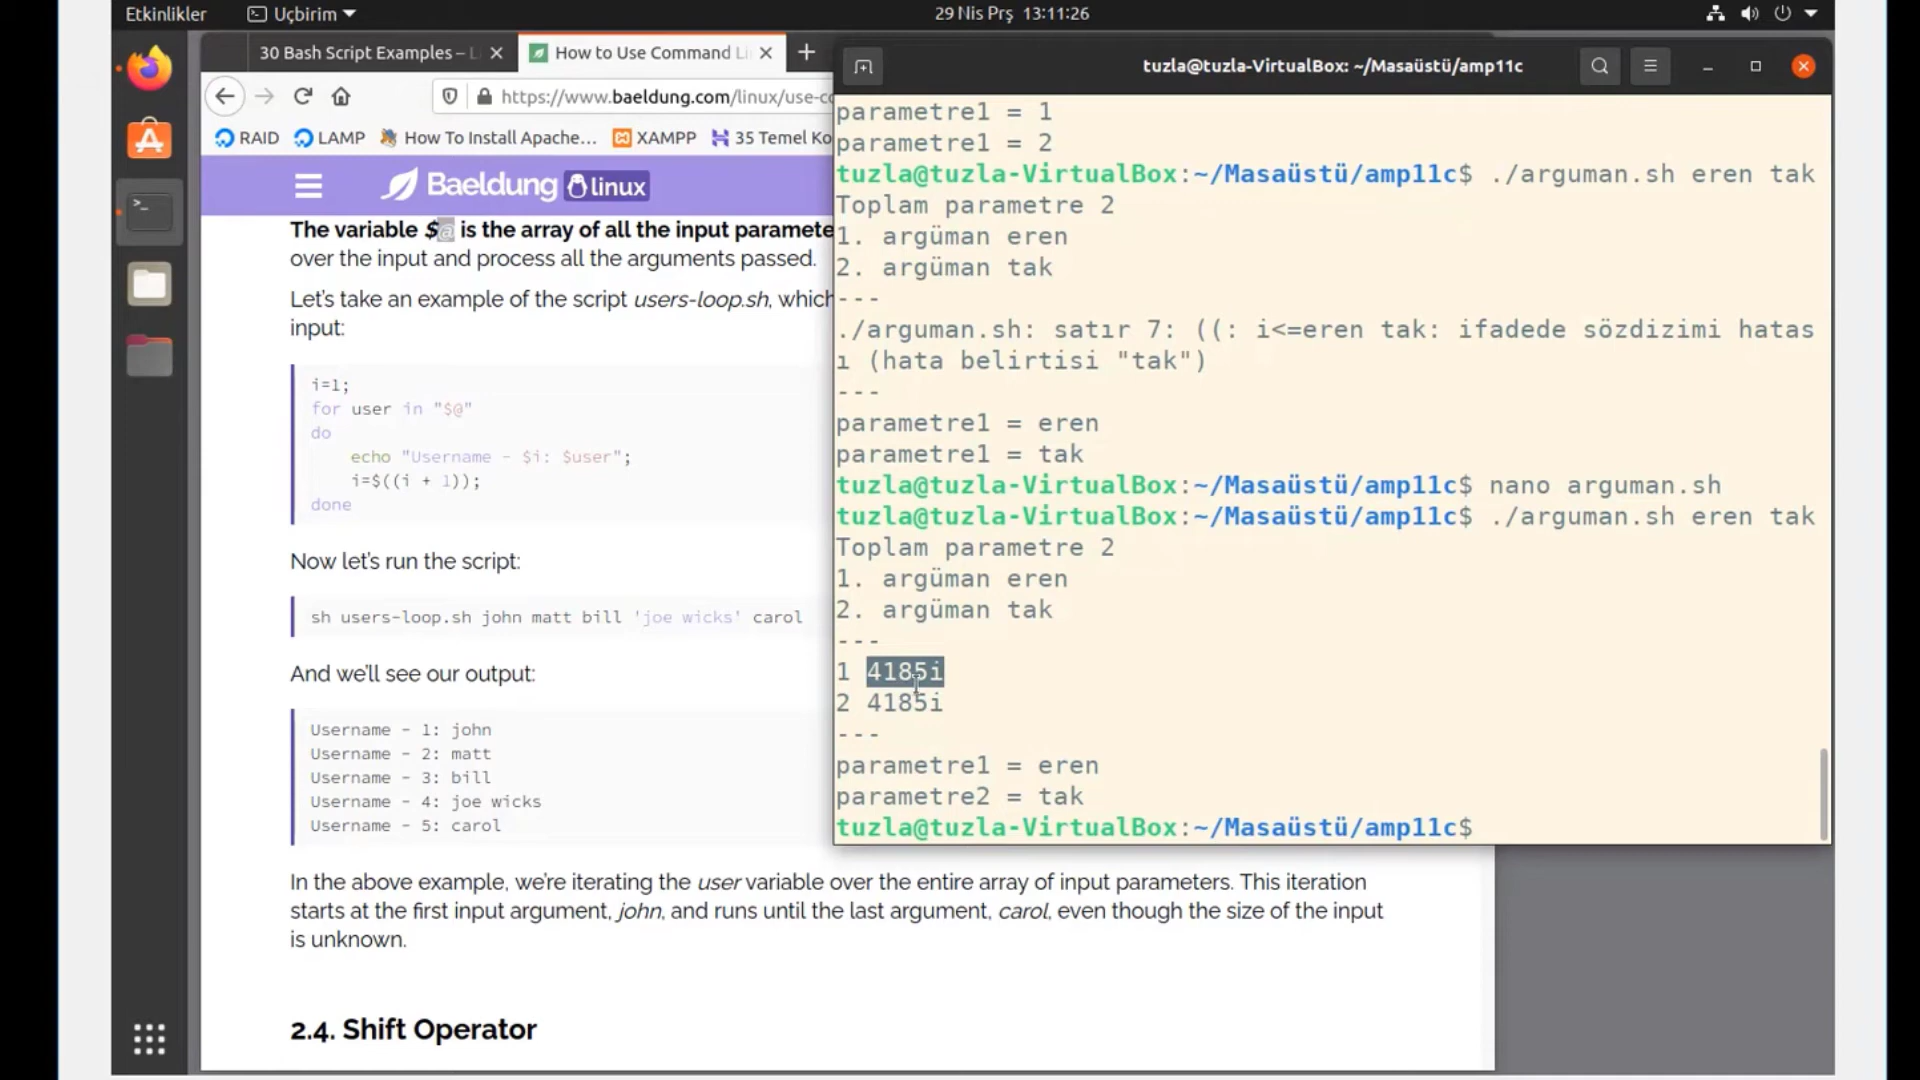 Etkinlikler
Uçbirim
29 Nis Prş 13:11:26
30 Bash Script Examples – L
How to Use Command Li
tuzla@tuzla-VirtualBox: ~/Masaüstü/amp11c
https://www.baeldung.com/linux/use-co
RAID
LAMP
How To Install Apache...
XAMPP
35 Temel Ko
Baeldung linux
The variable $@ is the array of all the input parame
over the input and process all the arguments passed.
Let's take an example of the script users-loop.sh, which
input:
i=1;
for user in "$@"
do
echo "Username - $i: $user";
i=$((i + 1));
done
Now let's run the script:
sh users-loop.sh john matt bill 'joe wicks' carol
And we'll see our output:
Username - 1: john
Username - 2: matt
Username - 3: bill
Username - 4: joe wicks
Username - 5: carol
In the above example, we're iterating the user variable over the entire array of input parameters. This iteration
starts at the first input argument, john, and runs until the last argument, carol, even though the size of the input
is unknown.
2.4. Shift Operator
parametre1 = 1
parametre1 = 2
tuzla@tuzla-VirtualBox:~/Masaüstü/amp11c$ ./arguman.sh eren tak
Toplam parametre 2
1. argüman eren
2. argüman tak
---
./arguman.sh: satır 7: ((: i<=eren tak: ifadede sözdizimi hatas
ı (hata belirtisi "tak")
---
parametre1 = eren
parametre1 = tak
tuzla@tuzla-VirtualBox:~/Masaüstü/amp11c$ nano arguman.sh
tuzla@tuzla-VirtualBox:~/Masaüstü/amp11c$ ./arguman.sh eren tak
Toplam parametre 2
1. argüman eren
2. argüman tak
---
1 4185i
2 4185i
---
parametre1 = eren
parametre2 = tak
tuzla@tuzla-VirtualBox:~/Masaüstü/amp11c$